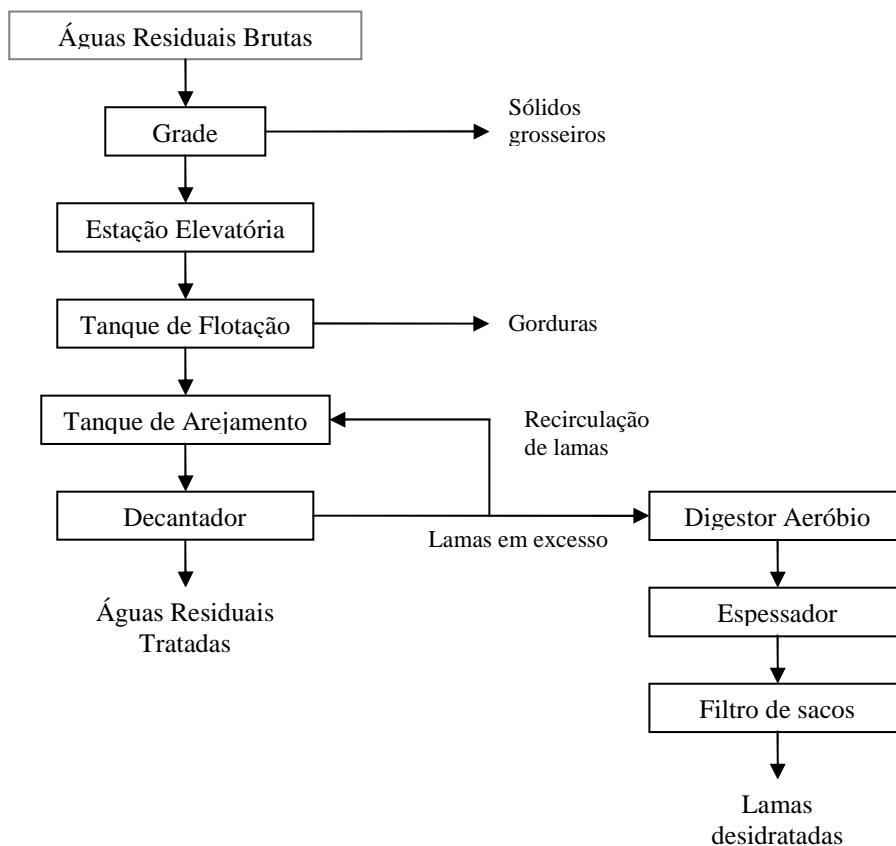 Águas Residuais Brutas
Grade
Sólidos
grosseiros
Estação Elevatória
Tanque de Flotação
Gorduras
Tanque de Arejamento
Recirculação
de lamas
Decantador
Lamas em excesso
Digestor Aeróbio
Águas Residuais
Tratadas
Espessador
Filtro de sacos
Lamas
desidratadas